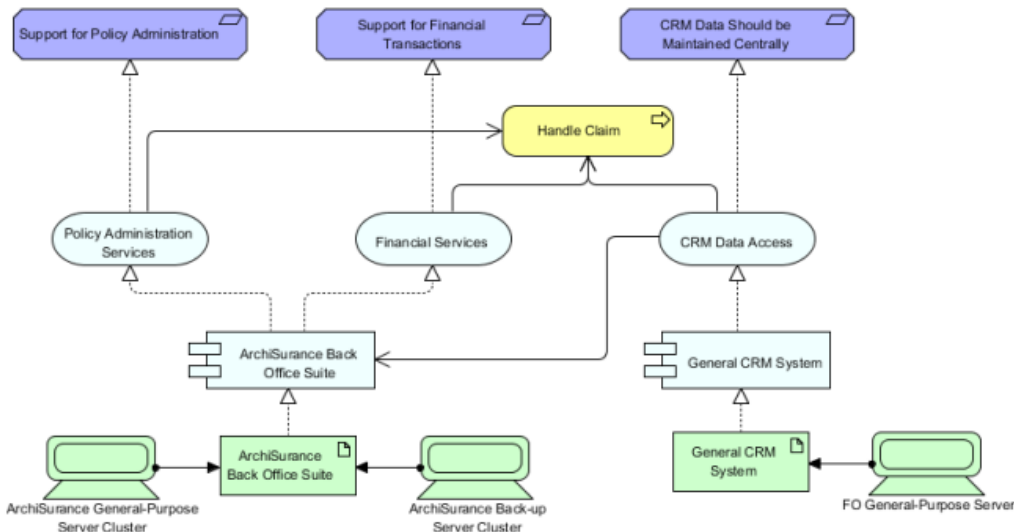 Support for Policy Administration
Support for Financial
Transactions
CRM Data Should be
Maintained Centrally
Handle Claim
Policy Administration
Services
Financial Services
CRM Data Access
ArchiSurance Back
Office Suite
General CRM System
ArchiSurance
Back Office Suite
General CRM
System
ArchiSurance General-Purpose
Server Cluster
ArchiSurance Back-up
Server Cluster
FO General-Purpose Server